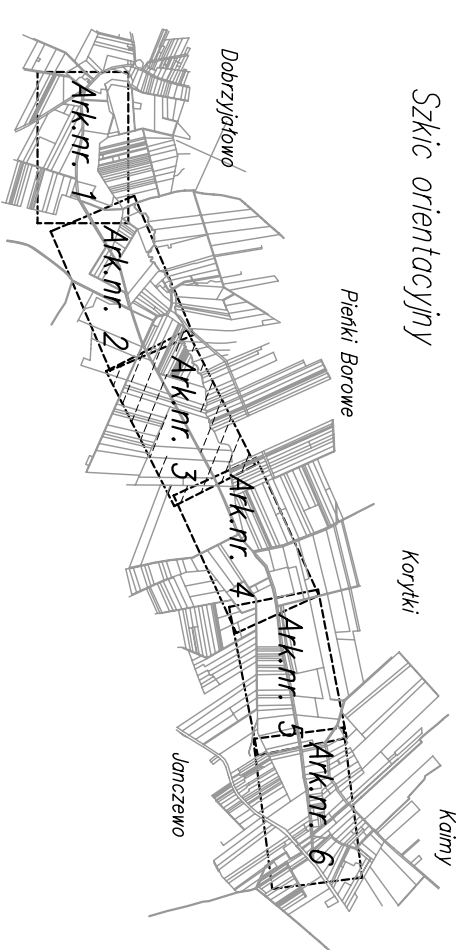 Szkic orientacyjny
Dobrzyjałowo
Pieńki Borowe
Korytki
Kaimy
Ark.nr. 1
Ark.nr. 2
Ark.nr. 3
Ark.nr. 4
Ark.nr. 5
Ark.nr. 6
Janczewo